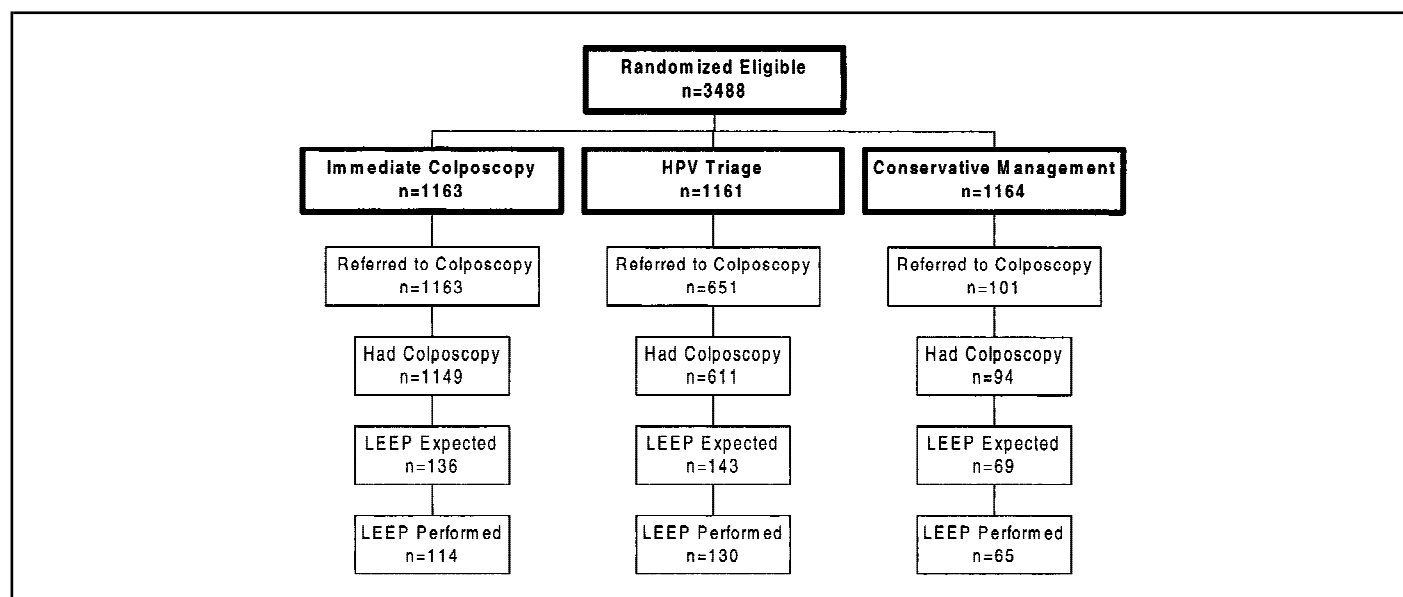 Randomized Eligible
n=3488
Immediate Colposcopy
n=1163
HPV Triage
n=1161
Conservative Management
n=1164
Referred to Colposcopy
n=1163
Referred to Colposcopy
n=651
Referred to Colposcopy
n=101
Had Colposcopy
n=1149
Had Colposcopy
n=611
Had Colposcopy
n=94
LEEP Expected
n=136
LEEP Expected
n=143
LEEP Expected
n=69
LEEP Performed
n=114
LEEP Performed
n=130
LEEP Performed
n=65